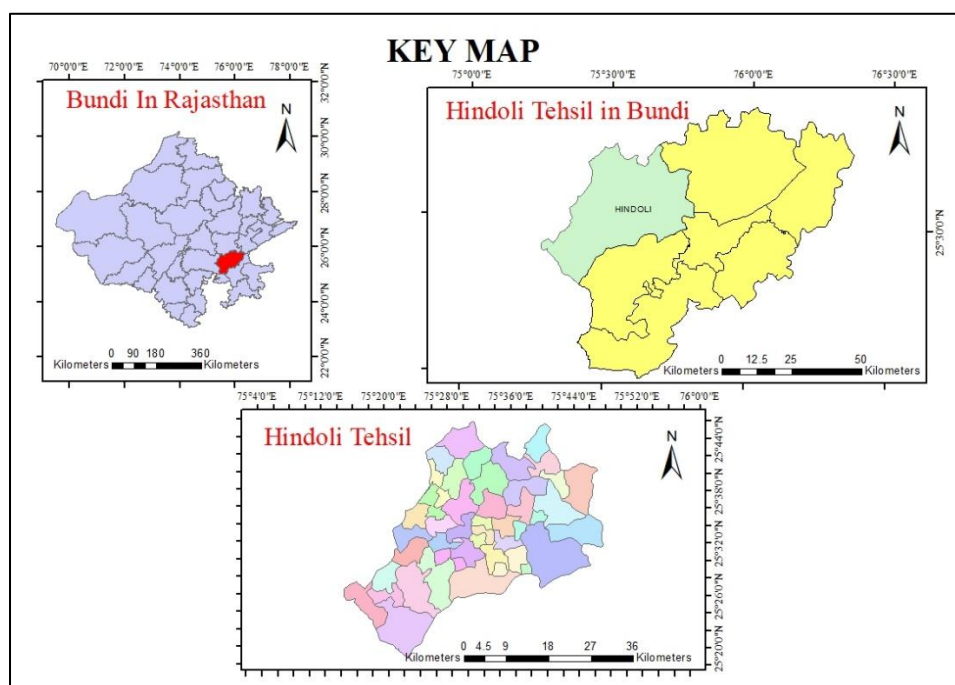 KEY MAP
70°0'0"E 72°0'0"E 74°0'0"E 76°0'0"E 78°0'0"E
Bundi In Rajasthan
N
32°0'0"N
30°0'0"N
28°0'0"N
26°0'0"N
24°0'0"N
22°0'0"N
0 90 180 360
Kilometers Kilometers
75°0'0"E 75°30'0"E 76°0'0"E 76°30'0"E
Hindoli Tehsil in Bundi
N
HINDOLI
25°30'0"N
0 12.5 25 50
Kilometers Kilometers
75°4'0"E 75°12'0"E 75°20'0"E 75°28'0"E 75°36'0"E 75°44'0"E 75°52'0"E 76°0'0"E
Hindoli Tehsil
N
25°44'0"N
25°38'0"N
25°32'0"N
25°26'0"N
25°20'0"N
0 4.5 9 18 27 36
Kilometers Kilometers